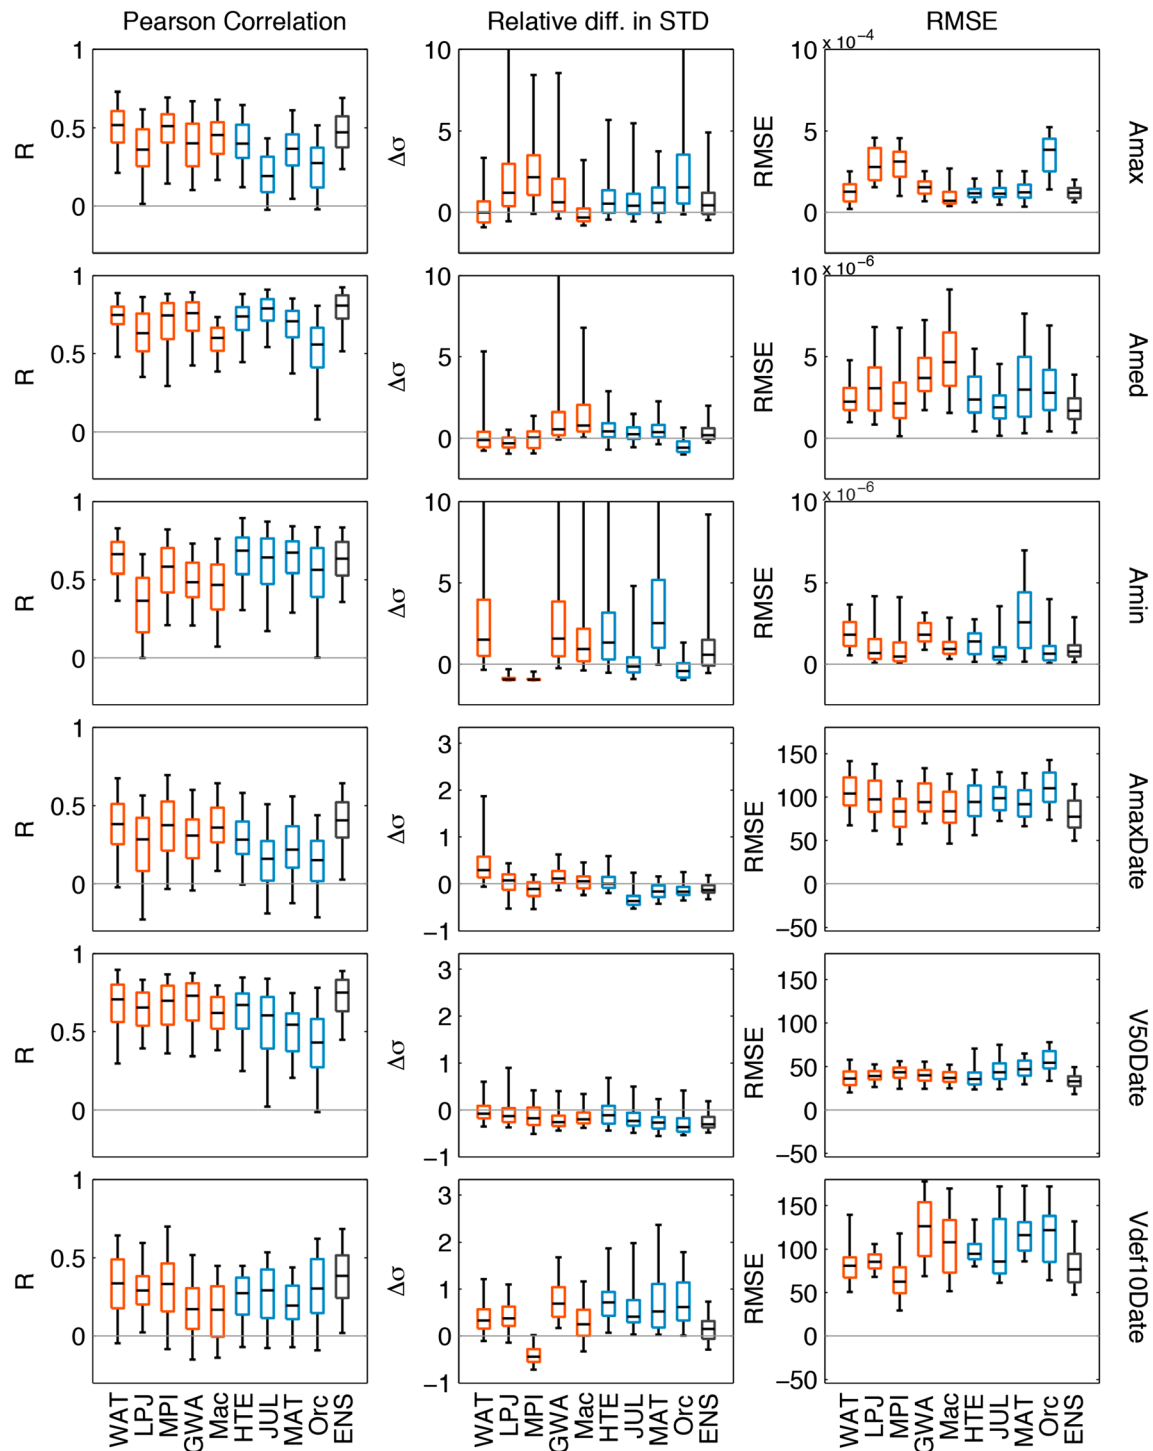 Pearson Correlation Relative diff. in STD RMSE
1 0.5 0 R
10 5 0 Δσ
x 10⁻⁴ 10 5 0 RMSE
Amax
1 0.5 0 R
10 5 0 Δσ
x 10⁻⁶ 10 5 0 RMSE
Amed
1 0.5 0 R
10 5 0 Δσ
x 10⁻⁶ 10 5 0 RMSE
Amin
1 0.5 0 R
3 2 1 0 −1 Δσ
150 100 50 0 −50 RMSE
AmaxDate
1 0.5 0 R
3 2 1 0 −1 Δσ
150 100 50 0 −50 RMSE
V50Date
1 0.5 0 R
3 2 1 0 −1 Δσ
150 100 50 0 −50 RMSE
Vdef10Date
WAT LPJ MPI GWA Mac HTE JUL MAT Orc ENS
WAT LPJ MPI GWA Mac HTE JUL MAT Orc ENS
WAT LPJ MPI GWA Mac HTE JUL MAT Orc ENS